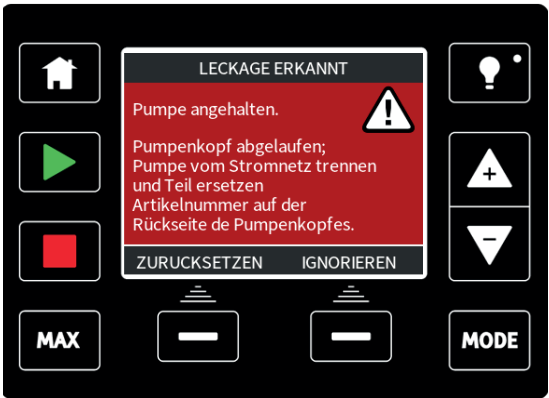 LECKAGE ERKANNT
Pumpe angehalten.
Pumpenkopf abgelaufen;
Pumpe vom Stromnetz trennen
und Teil ersetzen
Artikelnummer auf der
Rückseite de Pumpenkopfes.
ZURUCKSETZEN IGNORIEREN
MAX
MODE